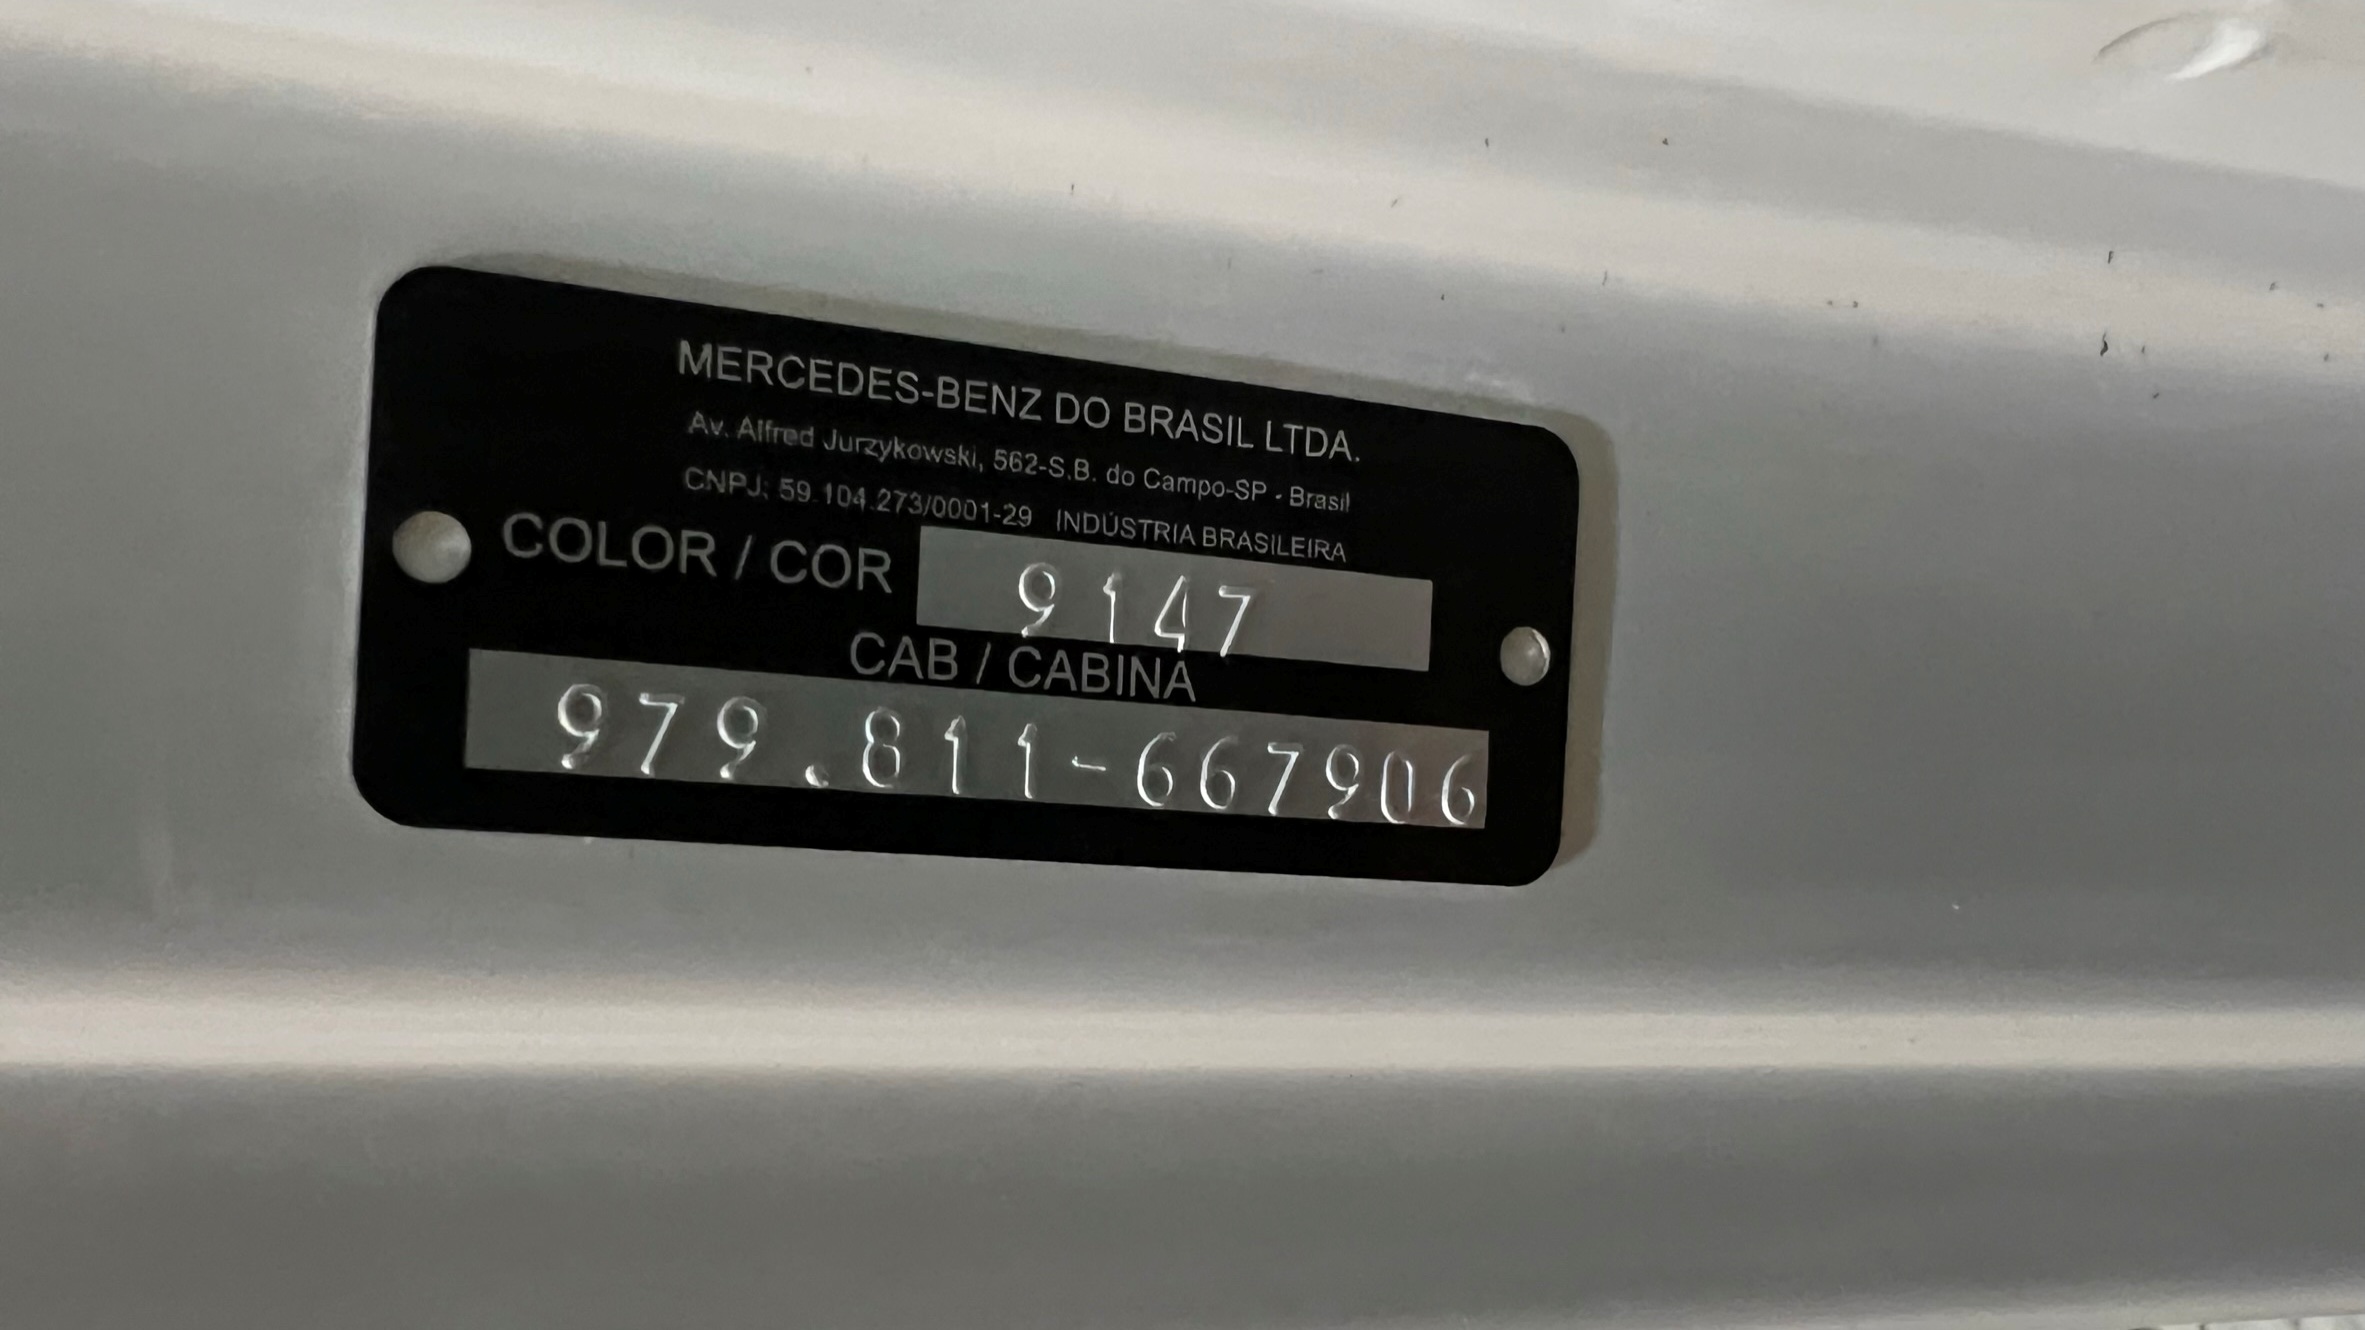 MERCEDES-BENZ DO BRASIL LTDA.
Av. Alfred Jurzykowski, 562-S.B. do Campo-SP - Brasil
CNPJ: 59.104.273/0001-29 INDÚSTRIA BRASILEIRA
COLOR / COR 9147
CAB / CABINA
979.811-667906